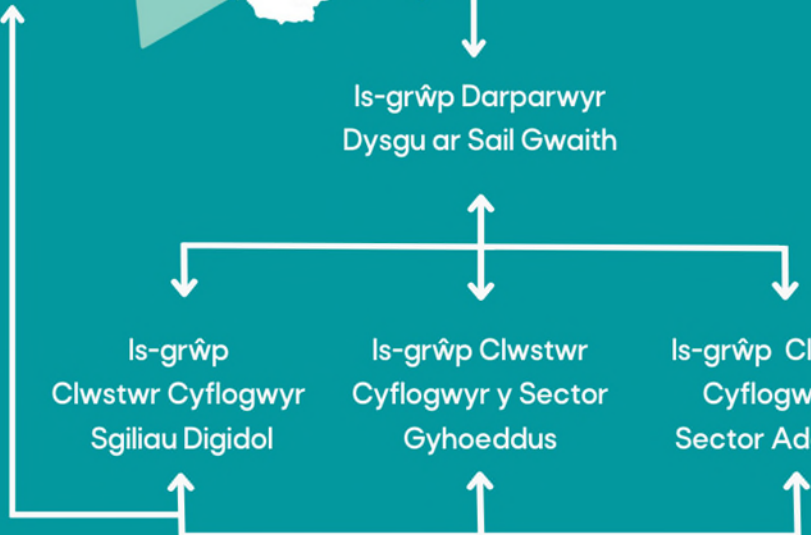 Is-grŵp Darparwyr
Dysgu ar Sail Gwaith
Is-grŵp
Clwstwr Cyflogwyr
Sgiliau Digidol
Is-grŵp Clwstwr
Cyflogwyr y Sector
Gyhoeddus
Is-grŵp
Sector